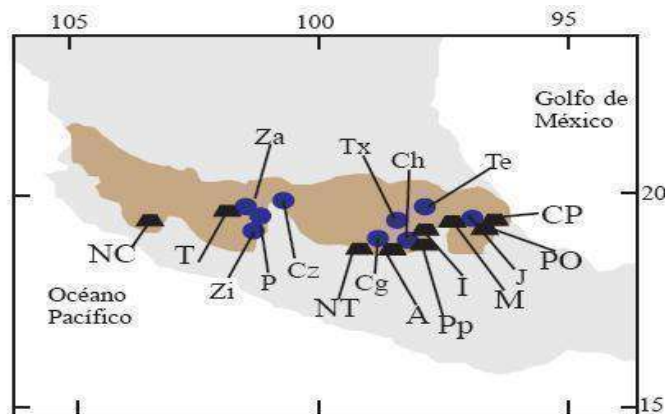 105
100
95
Golfo de
México
Za
Tx
Ch
Te
20
CP
NC
T
Zi
P
Cz
NT
Cg
A
Pp
I
M
J
PO
Océano
Pacífico
15